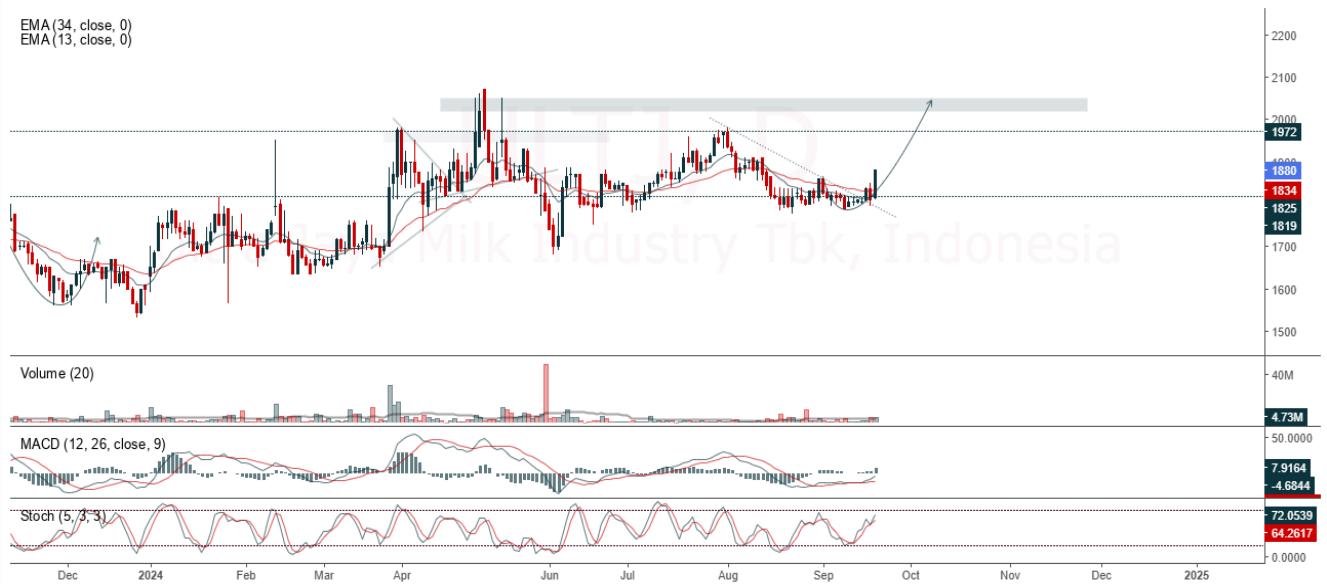 EMA (34, close, 0)
EMA (13, close, 0)
ULTJ, D
Milk Industry Tbk, Indonesia
2200
2100
2000
1972
1900
1880
1834
1825
1819
1700
1600
1500
Volume (20)
40M
4.73M
MACD (12, 26, close, 9)
50.0000
7.9164
-4.6844
Stoch (5, 3, 3)
72.0539
64.2617
0.0000
Dec 2024 Feb Mar Apr Jun Jul Aug Sep Oct Nov Dec 2025